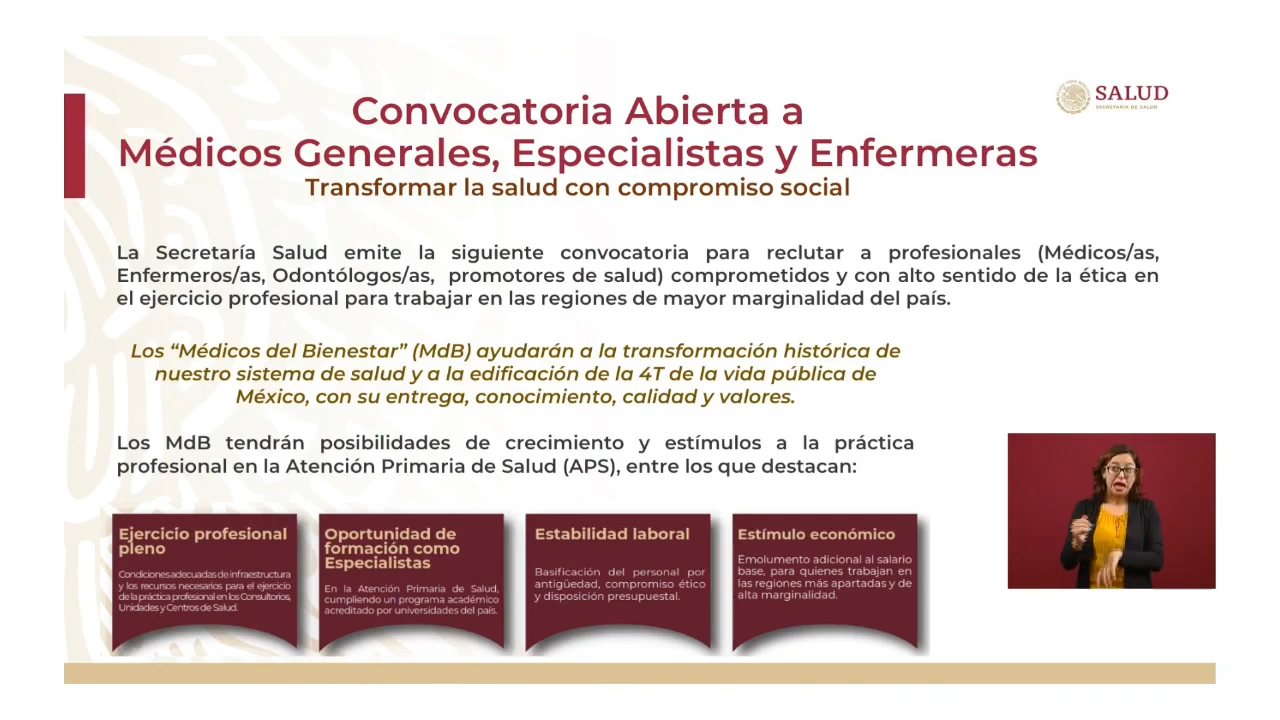 Convocatoria Abierta a
Médicos Generales, Especialistas y Enfermeras
Transformar la salud con compromiso social
SALUD
SECRETARÍA DE SALUD
La Secretaría Salud emite la siguiente convocatoria para reclutar a profesionales (Médicos/as,
Enfermeros/as, Odontólogos/as, promotores de salud) comprometidos y con alto sentido de la ética en
el ejercicio profesional para trabajar en las regiones de mayor marginalidad del país.
Los “Médicos del Bienestar” (MdB) ayudarán a la transformación histórica de
nuestro sistema de salud y a la edificación de la 4T de la vida pública de
México, con su entrega, conocimiento, calidad y valores.
Los MdB tendrán posibilidades de crecimiento y estímulos a la práctica
profesional en la Atención Primaria de Salud (APS), entre los que destacan:
Ejercicio profesional
pleno
Condiciones adecuadas de infraestructura
y los recursos necesarios para el ejercicio
de la práctica profesional en los Consultorios,
Unidades y Centros de Salud.
Oportunidad de
formación como
Especialistas
En la Atención Primaria de Salud,
cumpliendo un programa académico
acreditado por universidades del país.
Estabilidad laboral
Basificación del personal por
antigüedad, compromiso ético
y disposición presupuestal.
Estímulo económico
Emolumento adicional al salario
base, para quienes trabajan en
las regiones más apartadas y de
alta marginalidad.